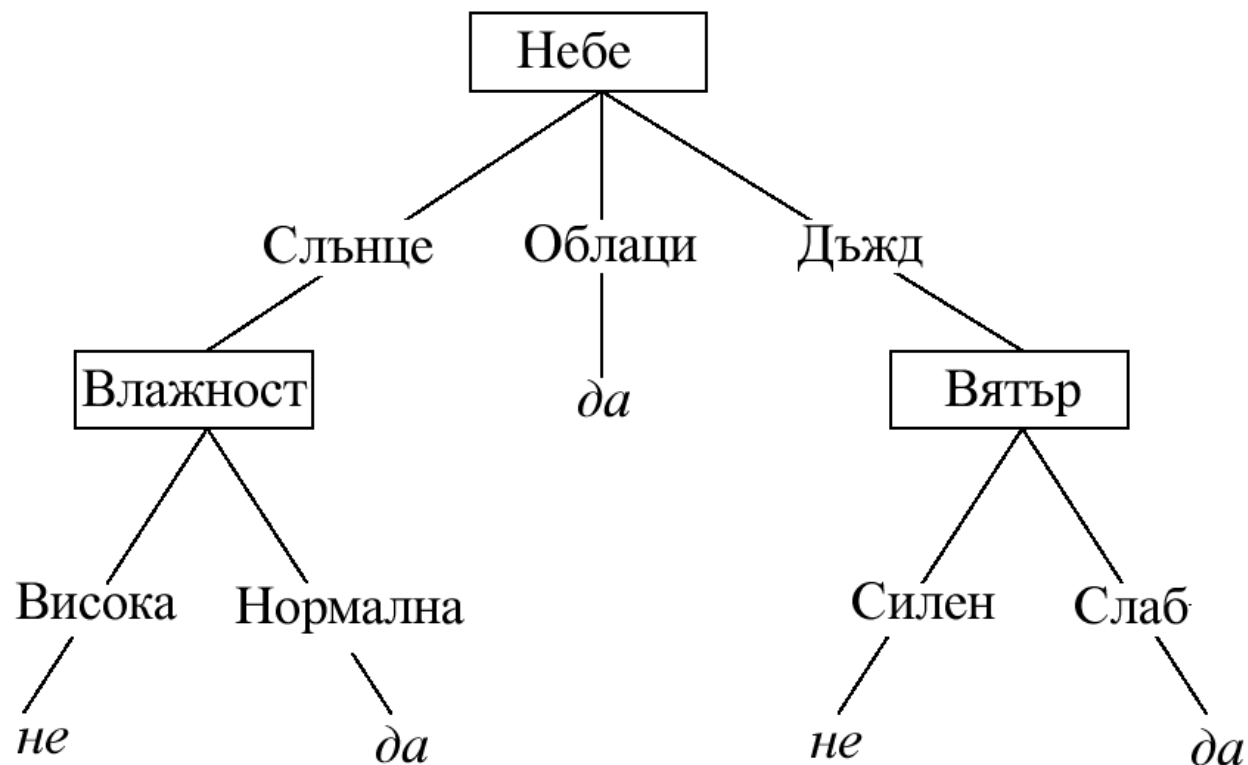 Небе
Слънце Облаци Дъжд
Влажност да Вятър
Висока Нормална Силен Слаб
не да не да